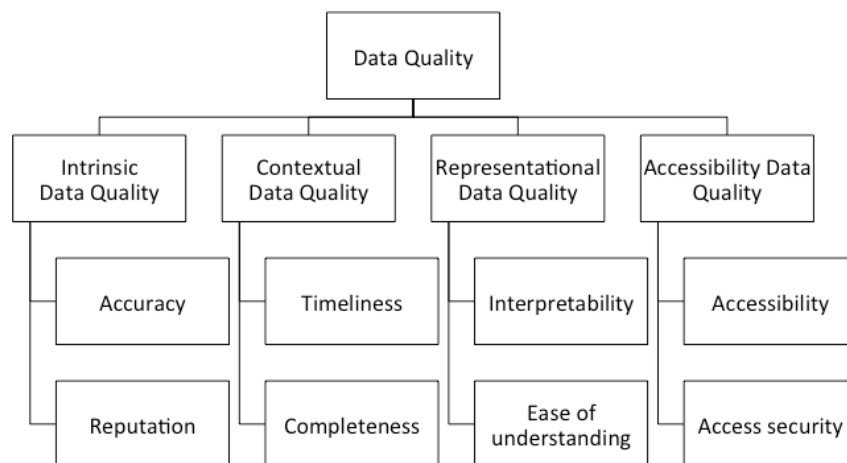 Data Quality
Intrinsic
Data Quality
Contextual
Data Quality
Representational
Data Quality
Accessibility Data
Quality
Accuracy
Timeliness
Interpretability
Accessibility
Reputation
Completeness
Ease of
understanding
Access security